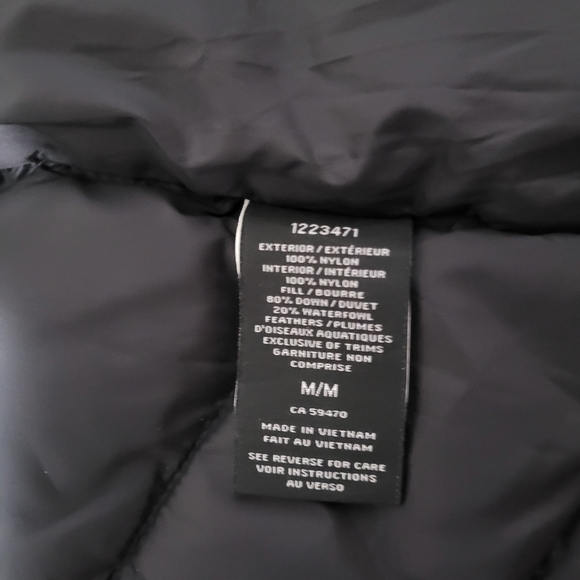 1223471
EXTERIOR / EXTÉRIEUR
100% NYLON
INTERIOR / INTÉRIEUR
100% NYLON
FILL / BOURRE
80% DOWN / DUVET
20% WATERFOWL
FEATHERS / PLUMES
D'OISEAUX AQUATIQUES
EXCLUSIVE OF TRIMS
GARNITURE NON
COMPRISE
M/M
CA 59470
MADE IN VIETNAM
FAIT AU VIETNAM
SEE REVERSE FOR CARE
VOIR INSTRUCTIONS
AU VERSO